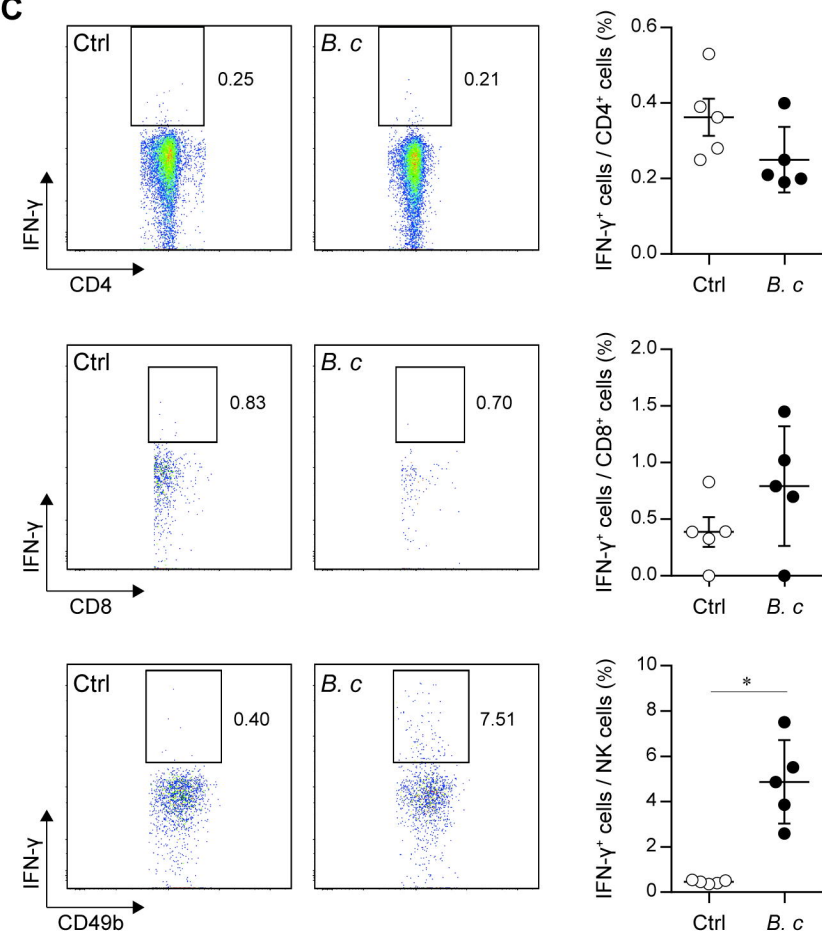 C
Ctrl
0.25
B. c
0.21
IFN-γ
CD4
IFN-γ⁺ cells / CD4⁺ cells (%)
0.6
0.4
0.2
0.0
Ctrl
B. c
Ctrl
0.83
B. c
0.70
IFN-γ
CD8
IFN-γ⁺ cells / CD8⁺ cells (%)
2.0
1.5
1.0
0.5
0.0
Ctrl
B. c
Ctrl
0.40
B. c
7.51
IFN-γ
CD49b
IFN-γ⁺ cells / NK cells (%)
10
8
6
4
2
0
*
Ctrl
B. c